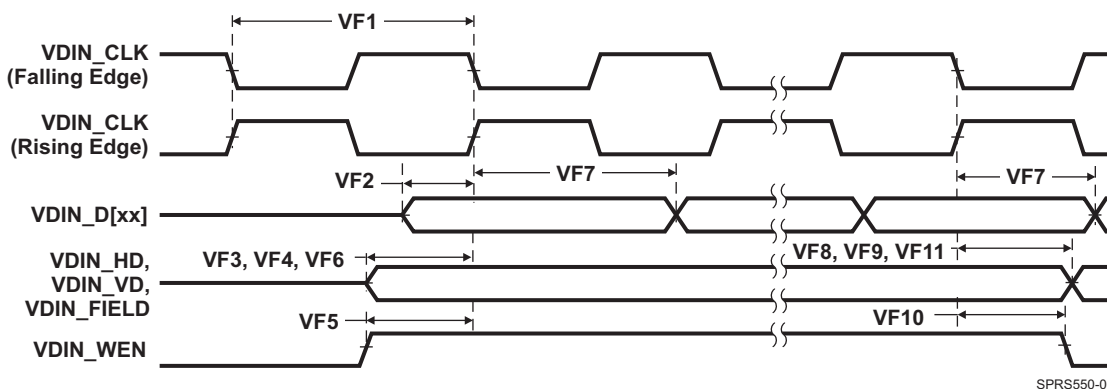 VF1
VDIN_CLK
(Falling Edge)
VDIN_CLK
(Rising Edge)
VF2
VF7
VF7
VDIN_D[xx]
VDIN_HD,
VDIN_VD,
VDIN_FIELD
VF3, VF4, VF6
VF8, VF9, VF11
VF5
VF10
VDIN_WEN
SPRS550-0